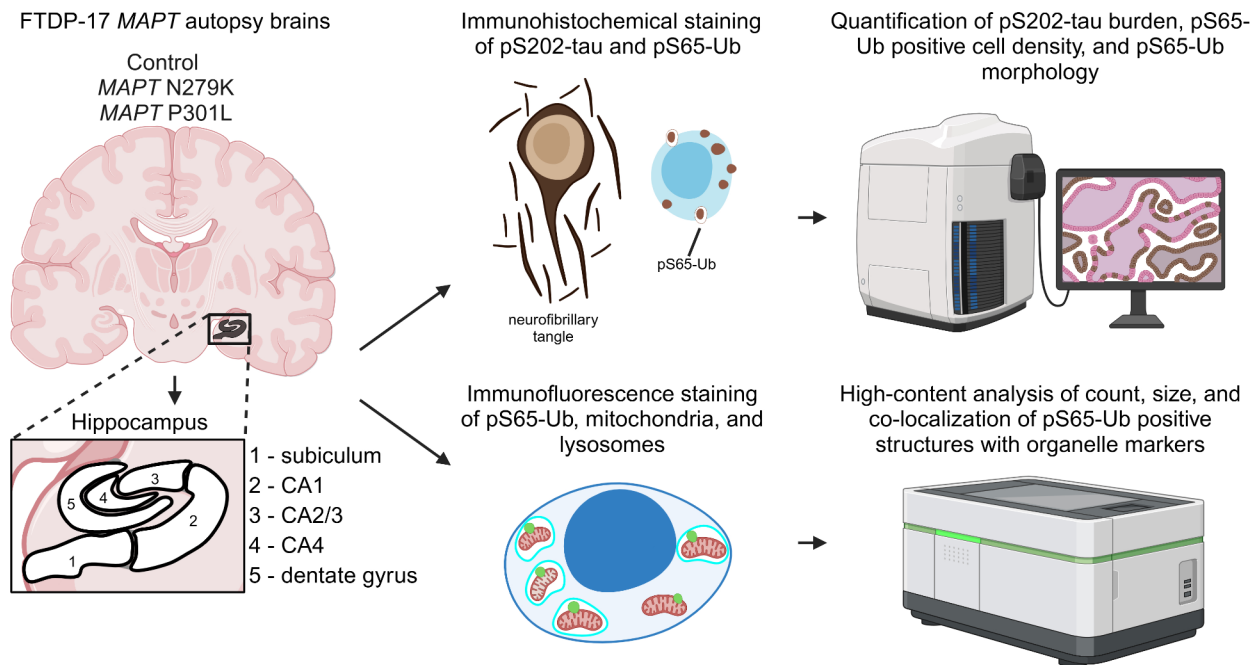 FTDP-17 MAPT autopsy brains
Control
MAPT N279K
MAPT P301L
Hippocampus
1
2
3
4
5
1 - subiculum
2 - CA1
3 - CA2/3
4 - CA4
5 - dentate gyrus
Immunohistochemical staining
of pS202-tau and pS65-Ub
pS65-Ub
neurofibrillary
tangle
Quantification of pS202-tau burden, pS65-
Ub positive cell density, and pS65-Ub
morphology
Immunofluorescence staining
of pS65-Ub, mitochondria, and
lysosomes
High-content analysis of count, size, and
co-localization of pS65-Ub positive
structures with organelle markers